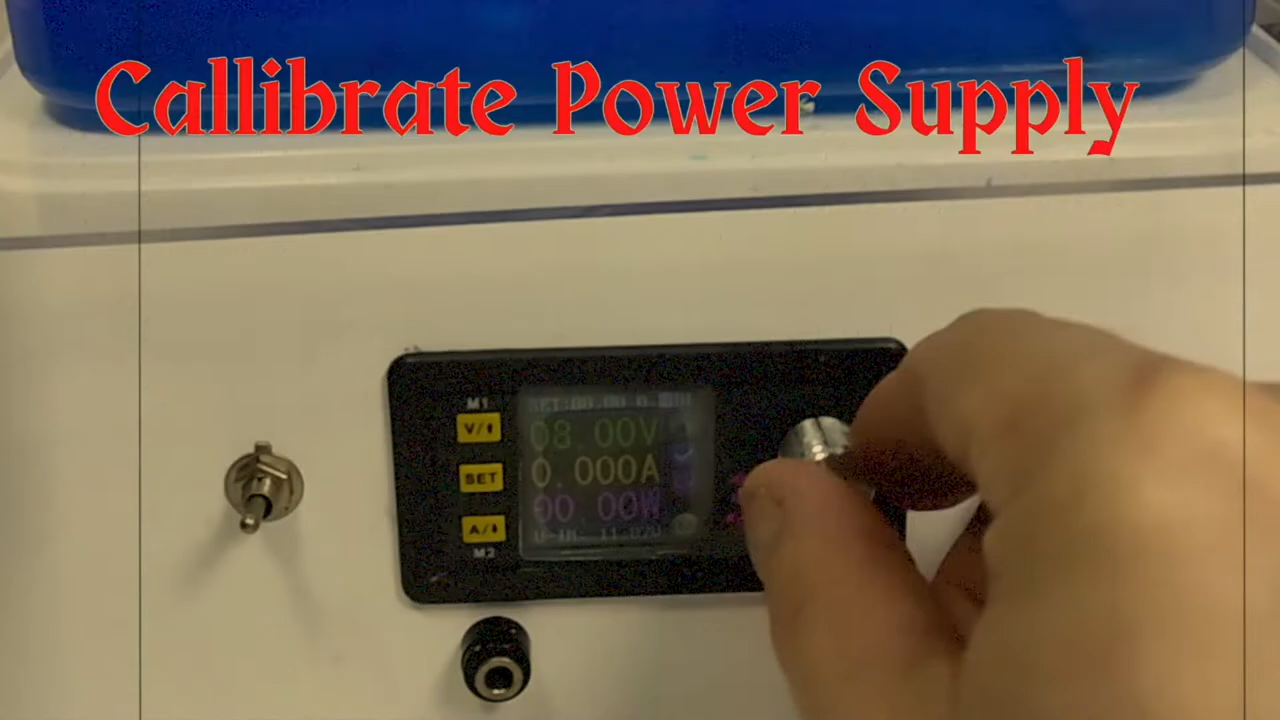 Callibrate Power Supply
M1
V/⬆
SET
A/⬇
M2
08.00V
0.000A
00.00W